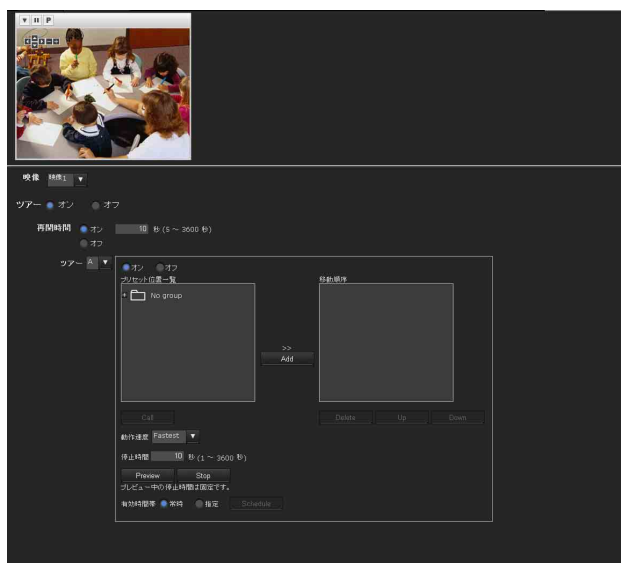 P
映像 映像1
ツアー オン オフ
再開時間 オン 10 秒 (5 ~ 3600 秒)
オフ
ツアー A
オン オフ
プリセット位置一覧 移動順序
+ No group
>>
Add
Call Delete Up Down
動作速度 Fastest
停止時間 10 秒 (1 ~ 3600 秒)
Preview Stop
プレビュー中の停止時間は固定です。
有効時間帯 常時 指定 Schedule